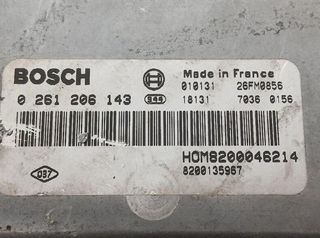 BOSCH
Made in France
010131 26FM0856
0 261 206 143
18131 7036 0156
HOM8200046214
8200135967